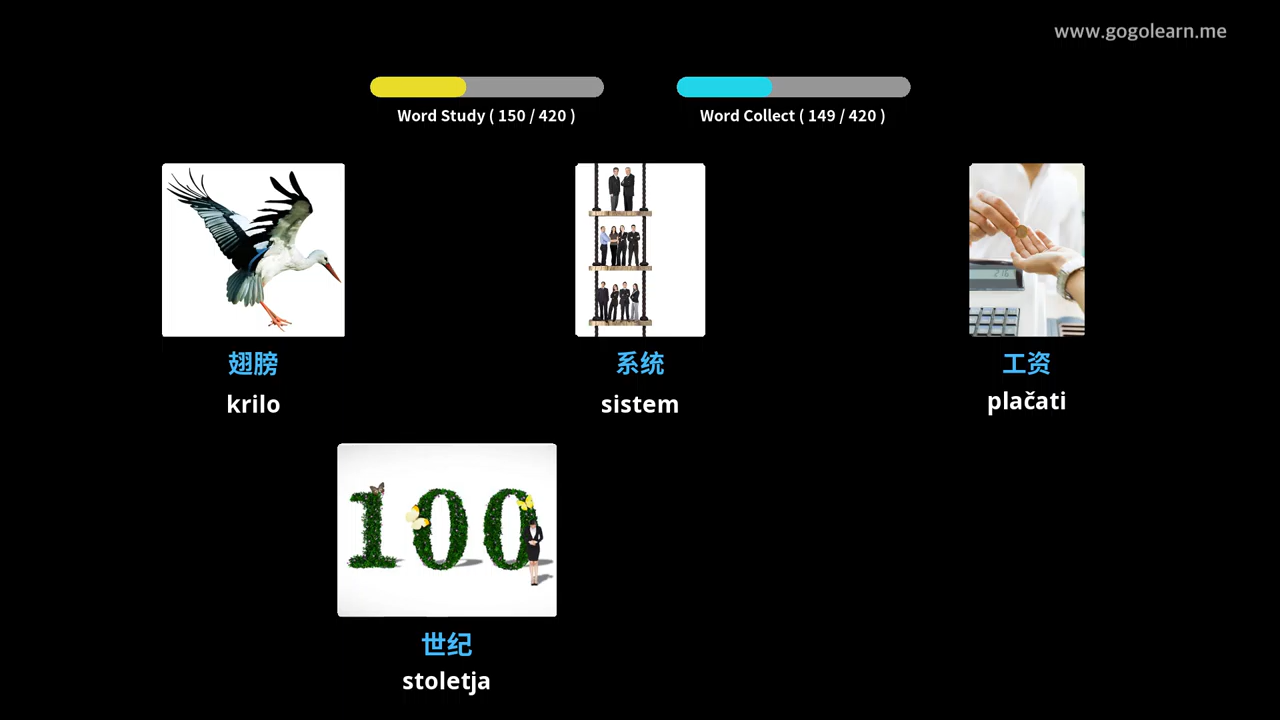 www.gogolearn.me
Word Study ( 150 / 420 )
Word Collect ( 149 / 420 )
翅膀
krilo
系统
sistem
工资
plačati
世纪
stoletja